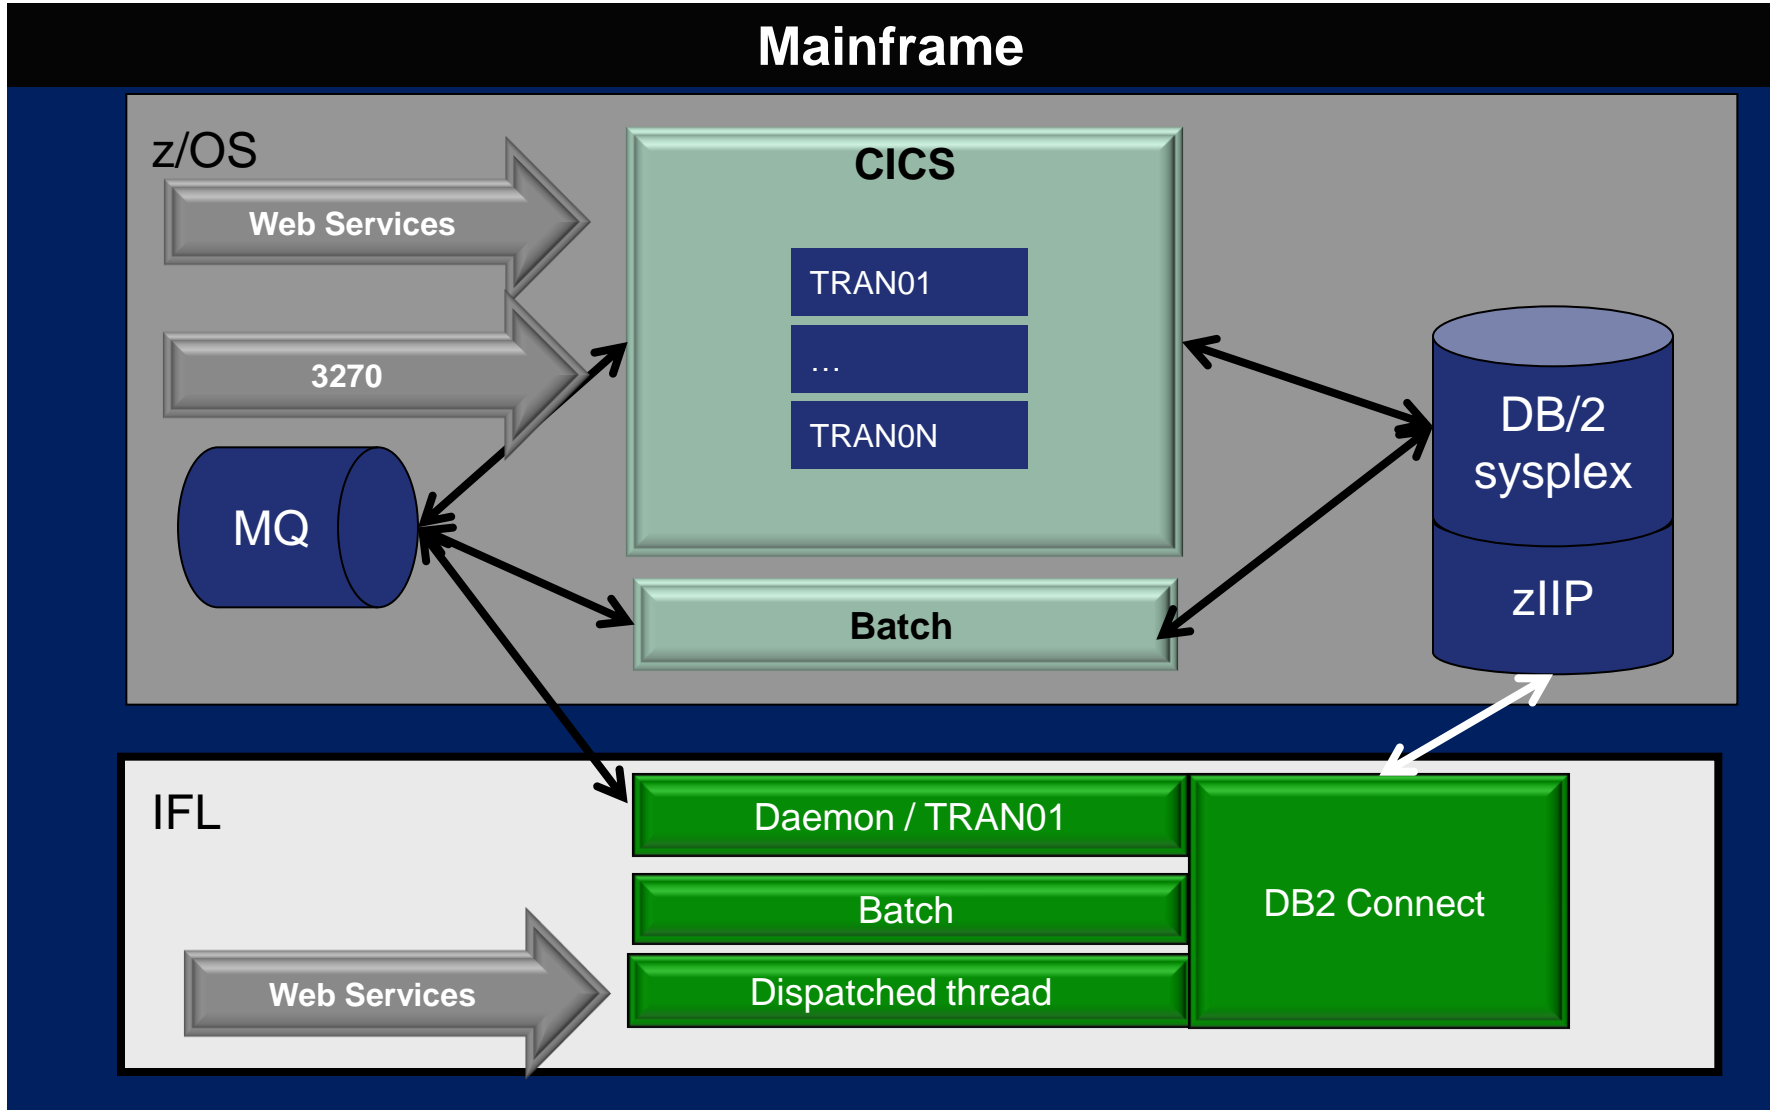 Mainframe
z/OS
Web Services
3270
MQ
CICS
TRAN01
…
TRAN0N
Batch
DB/2
sysplex
zIIP
IFL
Web Services
Daemon / TRAN01
Batch
Dispatched thread
DB2 Connect